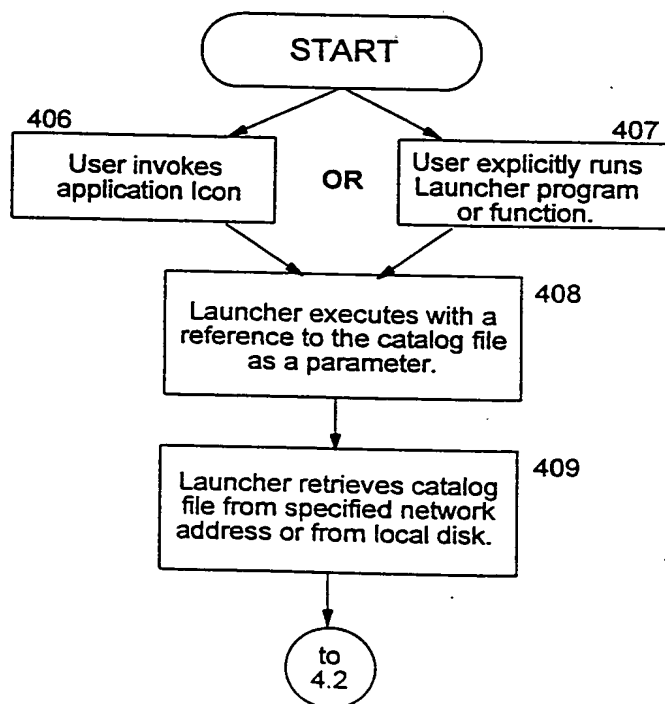 START
406
User invokes
application Icon
OR
407
User explicitly runs
Launcher program
or function.
408
Launcher executes with a
reference to the catalog file
as a parameter.
409
Launcher retrieves catalog
file from specified network
address or from local disk.
to
4.2